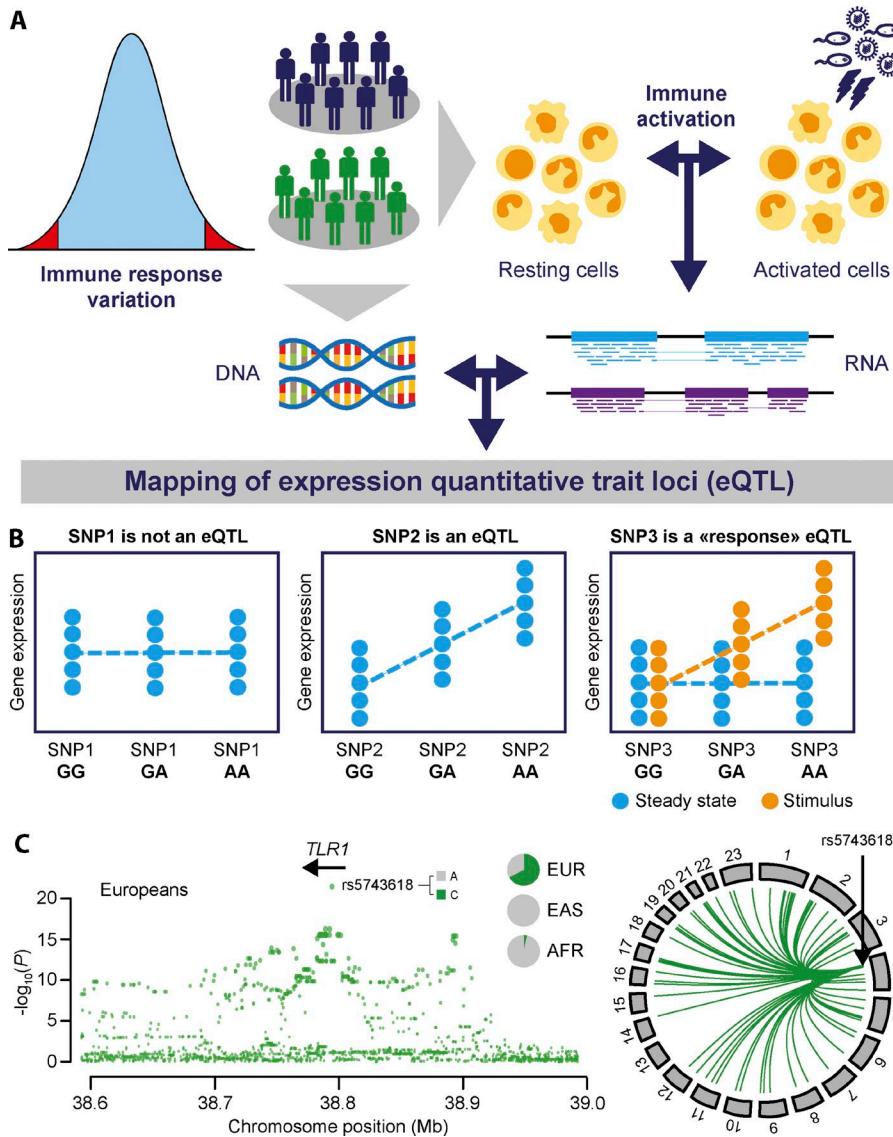 A
Immune response
variation
Immune
activation
Resting cells
Activated cells
DNA
RNA
Mapping of expression quantitative trait loci (eQTL)
B
SNP1 is not an eQTL
SNP2 is an eQTL
SNP3 is a «response» eQTL
Gene expression
SNP1 SNP1 SNP1
GG GA AA
Gene expression
SNP2 SNP2 SNP2
GG GA AA
Gene expression
SNP3 SNP3 SNP3
GG GA AA
Steady state
Stimulus
C
TLR1
Europeans
rs5743618
A
C
EUR
EAS
AFR
-log10(P)
20
15
10
5
0
38.6 38.7 38.8 38.9 39.0
Chromosome position (Mb)
rs5743618
1
2
3
6
7
8
9
10
11
12
13
14
15
16
17
18
19
20
21
22
23